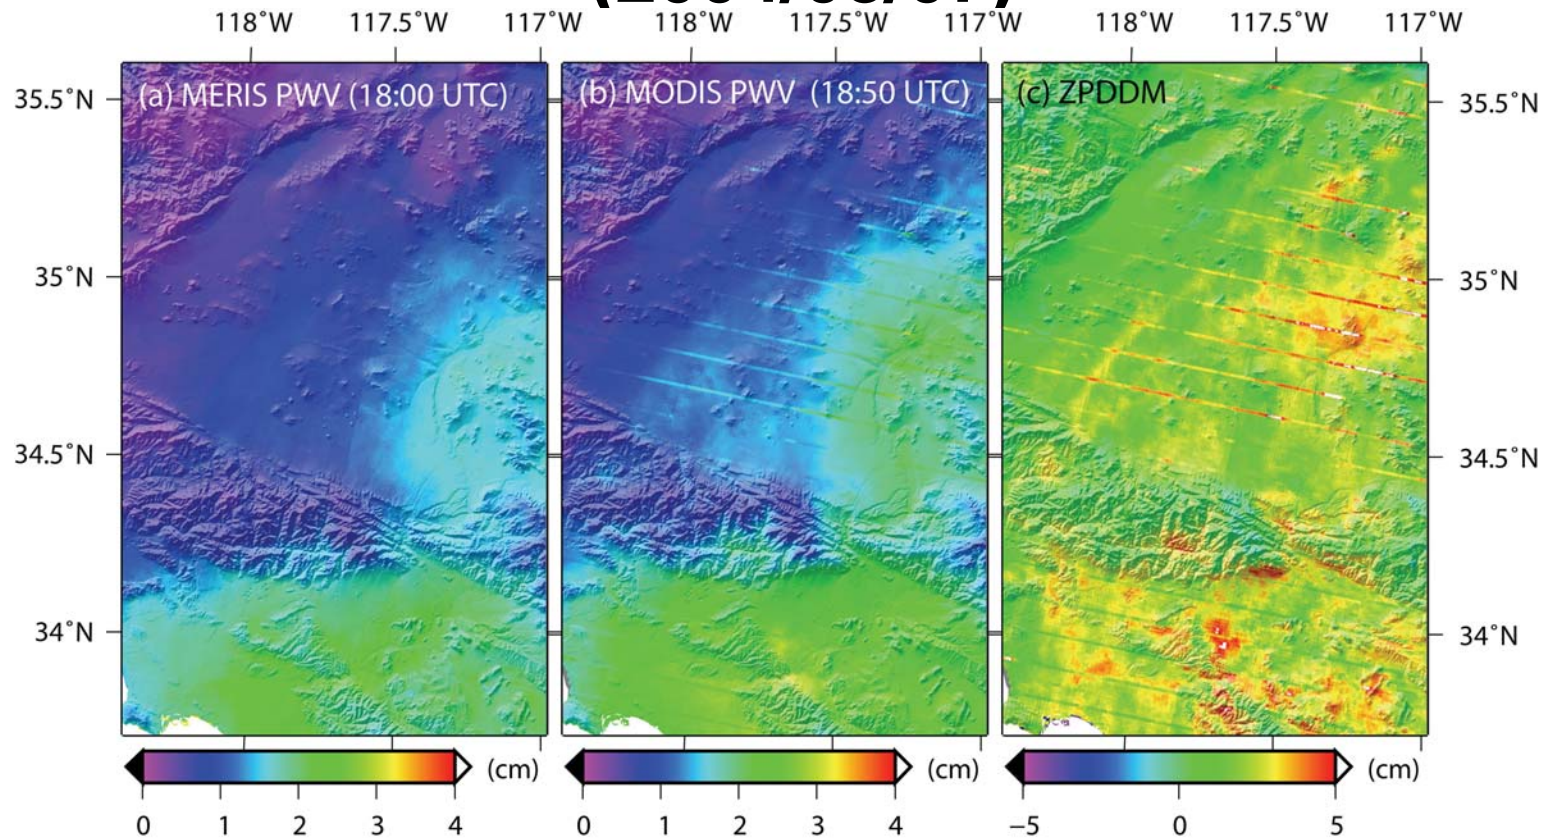 118˚W 117.5˚W 117˚W 118˚W 117.5˚W 117˚W 118˚W 117.5˚W 117˚W
(a) MERIS PWV (18:00 UTC) (b) MODIS PWV (18:50 UTC) (c) ZPDDM
35.5˚N 35.5˚N
35˚N 35˚N
34.5˚N 34.5˚N
34˚N 34˚N
(cm) (cm) (cm)
0 1 2 3 4 0 1 2 3 4 −5 0 5